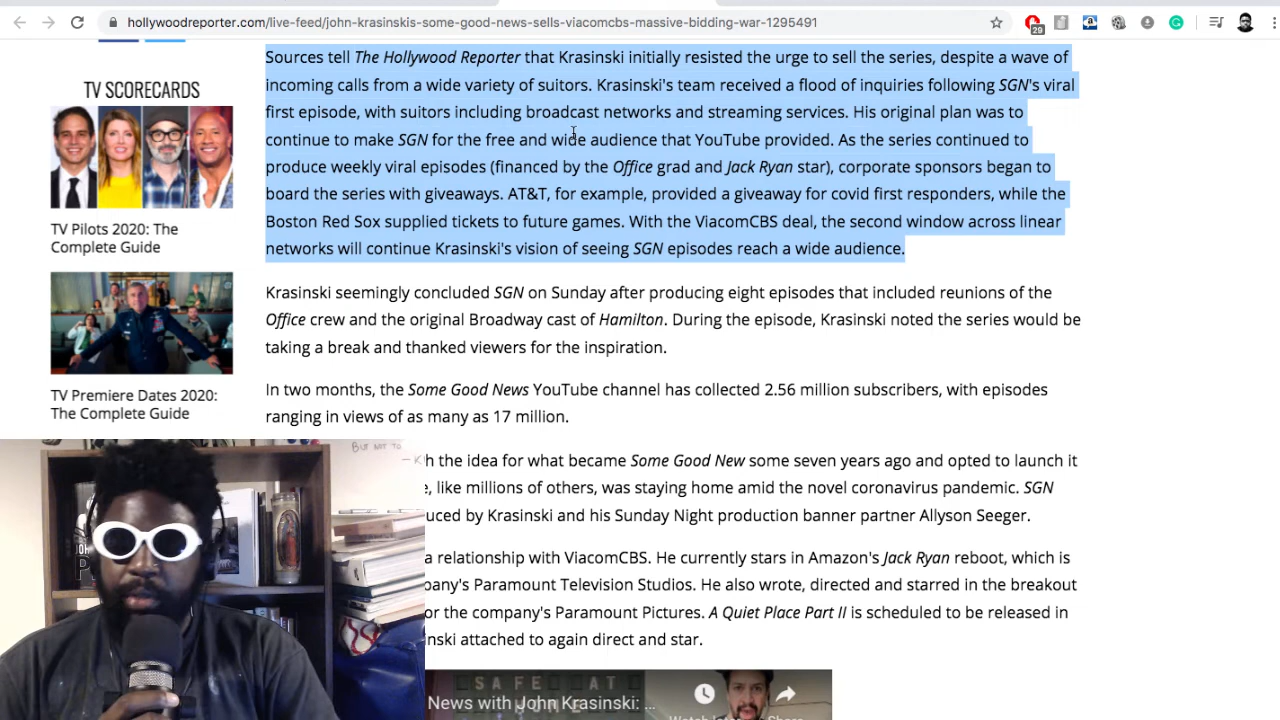 hollywoodreporter.com/live-feed/john-krasinskis-some-good-news-sells-viacomcbs-massive-bidding-war-1295491
29
TV SCORECARDS
TV Pilots 2020: The
Complete Guide
TV Premiere Dates 2020:
The Complete Guide
Sources tell The Hollywood Reporter that Krasinski initially resisted the urge to sell the series, despite a wave of
incoming calls from a wide variety of suitors. Krasinski's team received a flood of inquiries following SGN's viral
first episode, with suitors including broadcast networks and streaming services. His original plan was to
continue to make SGN for the free and wide audience that YouTube provided. As the series continued to
produce weekly viral episodes (financed by the Office grad and Jack Ryan star), corporate sponsors began to
board the series with giveaways. AT&T, for example, provided a giveaway for covid first responders, while the
Boston Red Sox supplied tickets to future games. With the ViacomCBS deal, the second window across linear
networks will continue Krasinski's vision of seeing SGN episodes reach a wide audience.
Krasinski seemingly concluded SGN on Sunday after producing eight episodes that included reunions of the
Office crew and the original Broadway cast of Hamilton. During the episode, Krasinski noted the series would be
taking a break and thanked viewers for the inspiration.
In two months, the Some Good News YouTube channel has collected 2.56 million subscribers, with episodes
ranging in views of as many as 17 million.
h the idea for what became Some Good New some seven years ago and opted to launch it
e, like millions of others, was staying home amid the novel coronavirus pandemic. SGN
uced by Krasinski and his Sunday Night production banner partner Allyson Seeger.
a relationship with ViacomCBS. He currently stars in Amazon's Jack Ryan reboot, which is
pany's Paramount Television Studios. He also wrote, directed and starred in the breakout
or the company's Paramount Pictures. A Quiet Place Part II is scheduled to be released in
nski attached to again direct and star.
BUT NOT TO
SAFE AT
News with John Krasinski: ...